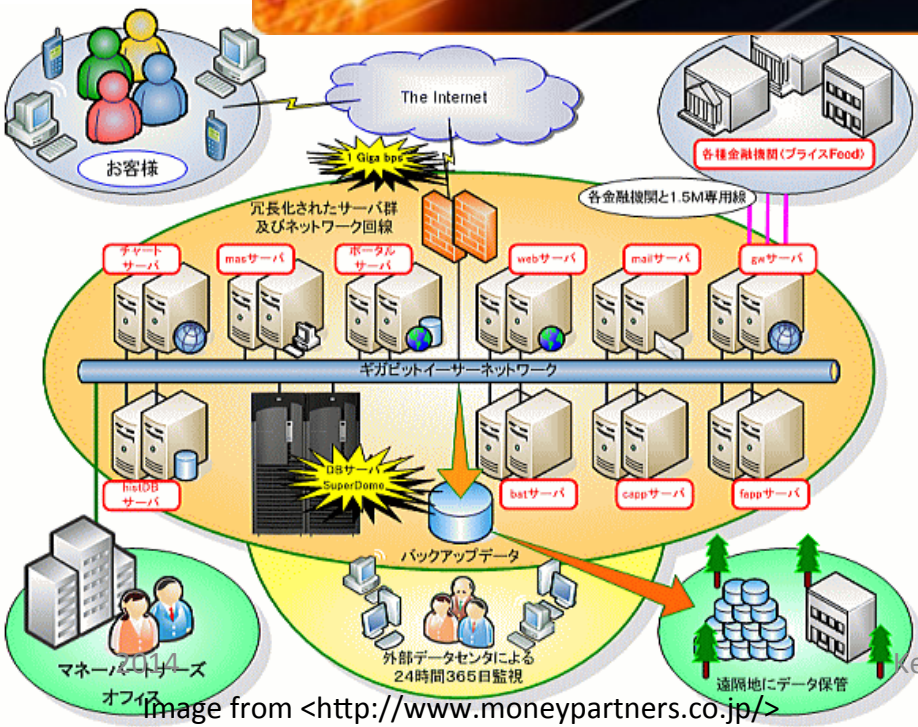 The Internet
お客様
1 Giga bps
各種金融機関(プライスFeed)
各金融機関と1.5M専用線
冗長化されたサーバ群
及びネットワーク回線
チャート
サーバ
masサーバ
ポータル
サーバ
webサーバ
mailサーバ
gwサーバ
ギガビットイーサーネットワーク
histDB
サーバ
DBサーバ
SuperDome
batサーバ
cappサーバ
fappサーバ
バックアップデータ
外部データセンタによる
24時間365日監視
マネーパートナーズ
オフィス
2014
遠隔地にデータ保管
Image from <http://www.moneypartners.co.jp/>